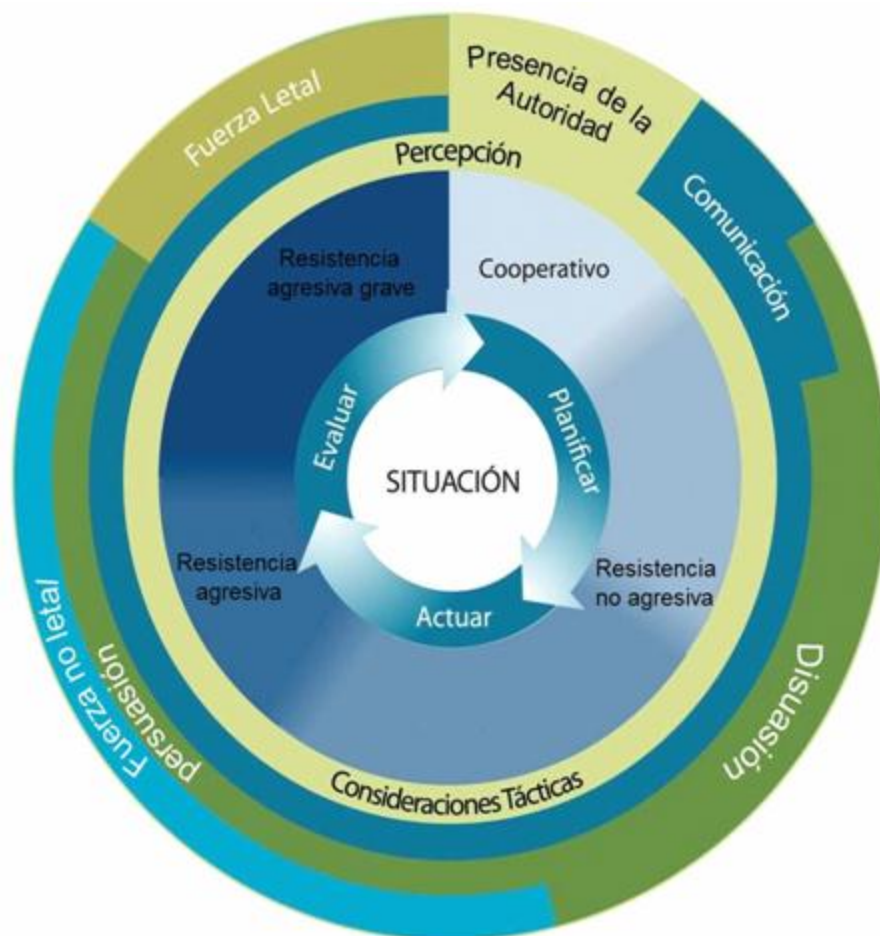 Fuerza Letal
Presencia de la
Autoridad
Percepción
Comunicación
Resistencia
agresiva grave
Cooperativo
Evaluar
Planificar
SITUACIÓN
Resistencia
agresiva
Resistencia
no agresiva
Actuar
Disuasión
persuasión
Fuerza no letal
Consideraciones Tácticas